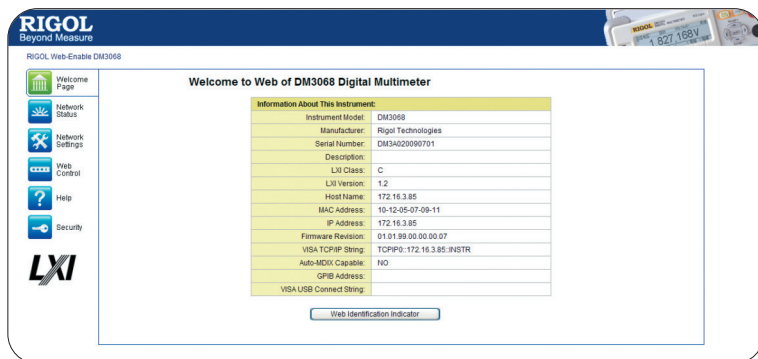 RIGOL
Beyond Measure
RIGOL
1.827,168V
RIGOL Web-Enable DM3068
Welcome Page
Network Status
Network Settings
Web Control
Help
Security
LXI
Welcome to Web of DM3068 Digital Multimeter
Information About This Instrument:
Instrument Model: DM3068
Manufacturer: Rigol Technologies
Serial Number: DM3A020090701
Description:
LXI Class: C
LXI Version: 1.2
Host Name: 172.16.3.85
MAC Address: 10-12-05-07-09-11
IP Address: 172.16.3.85
Firmware Revision: 01.01.99.00.00.00.07
VISA TCP/IP String: TCPIP0::172.16.3.85::INSTR
Auto-MDIX Capable: NO
GPIB Address:
VISA USB Connect String:
Web Identification Indicator